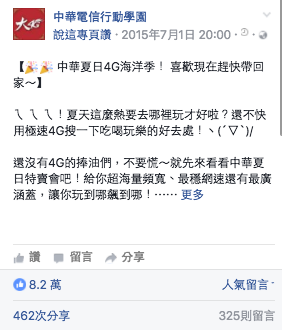 大4G
中華電信行動學園
說這專頁讚 · 2015年7月1日 20:00 ·
【🎉🎉 中華夏日4G海洋季！ 喜歡現在趕快帶回
家～】
ㄟ ㄟ ㄟ！夏天這麼熱要去哪裡玩才好啦？還不快
用極速4G搜一下吃喝玩樂的好去處！ヽ(´▽`)/
還沒有4G的捧油們，不要慌～就先來看看中華夏
日特賣會吧！給你超海量頻寬、最穩網速還有最廣
涵蓋，讓你玩到哪飆到哪！…… 更多
讚 留言 分享
8.2 萬 人氣留言
462次分享 325則留言